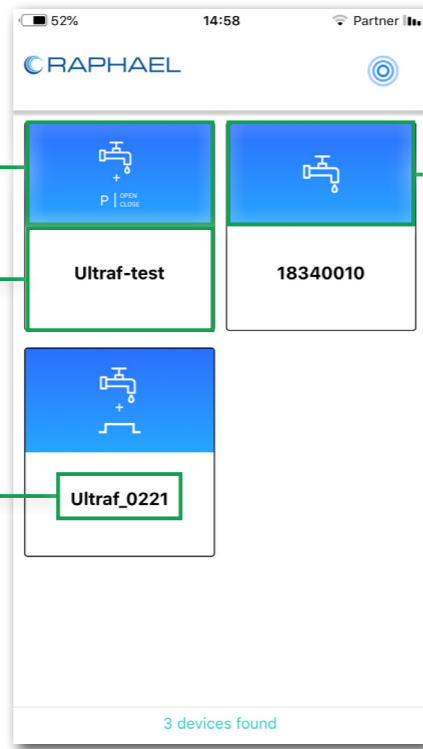 52% 14:58 Partner
RAPHAEL
P OPEN
CLOSE
Ultraf-test
18340010
Ultraf_0221
3 devices found